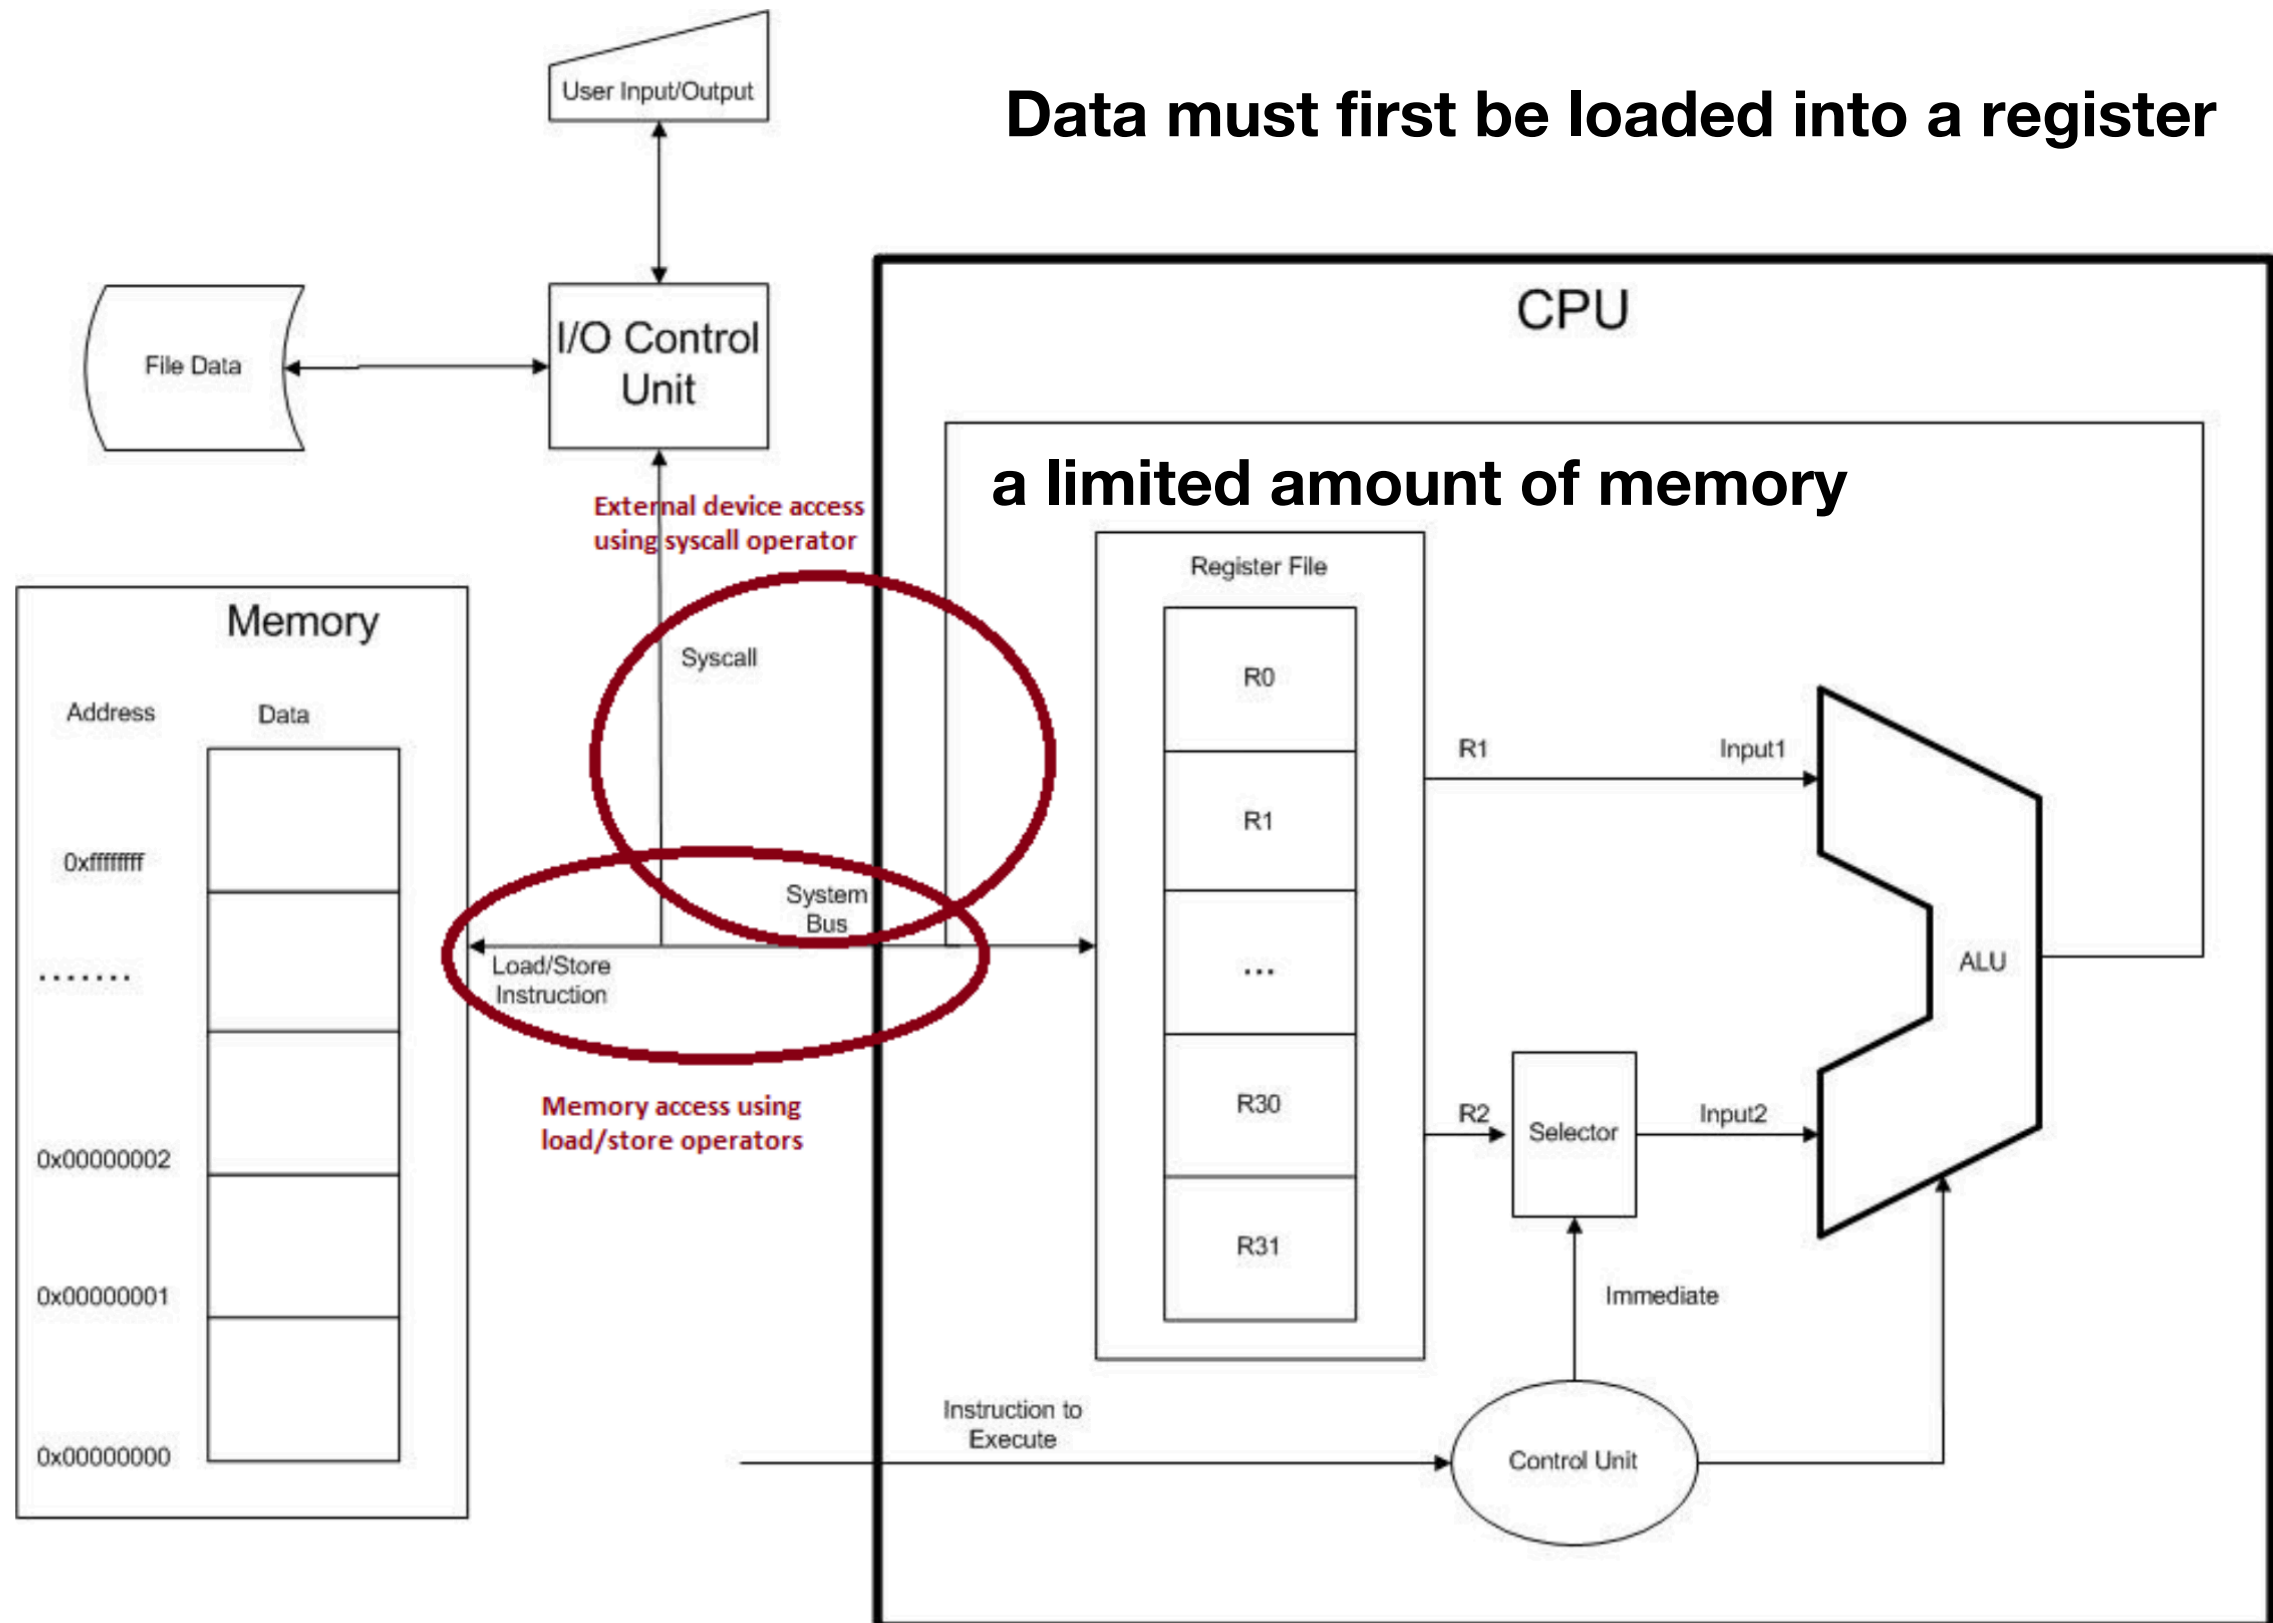 User Input/Output
Data must first be loaded into a register
CPU
File Data
I/O Control
Unit
a limited amount of memory
External device access
using syscall operator
Register File
Memory
Syscall
R0
Address
Data
R1
Input1
R1
0xffffffff
System
Bus
.......
Load/Store
Instruction
...
ALU
Memory access using
load/store operators
R30
R2
Selector
Input2
0x00000002
R31
0x00000001
Immediate
Instruction to
Execute
0x00000000
Control Unit